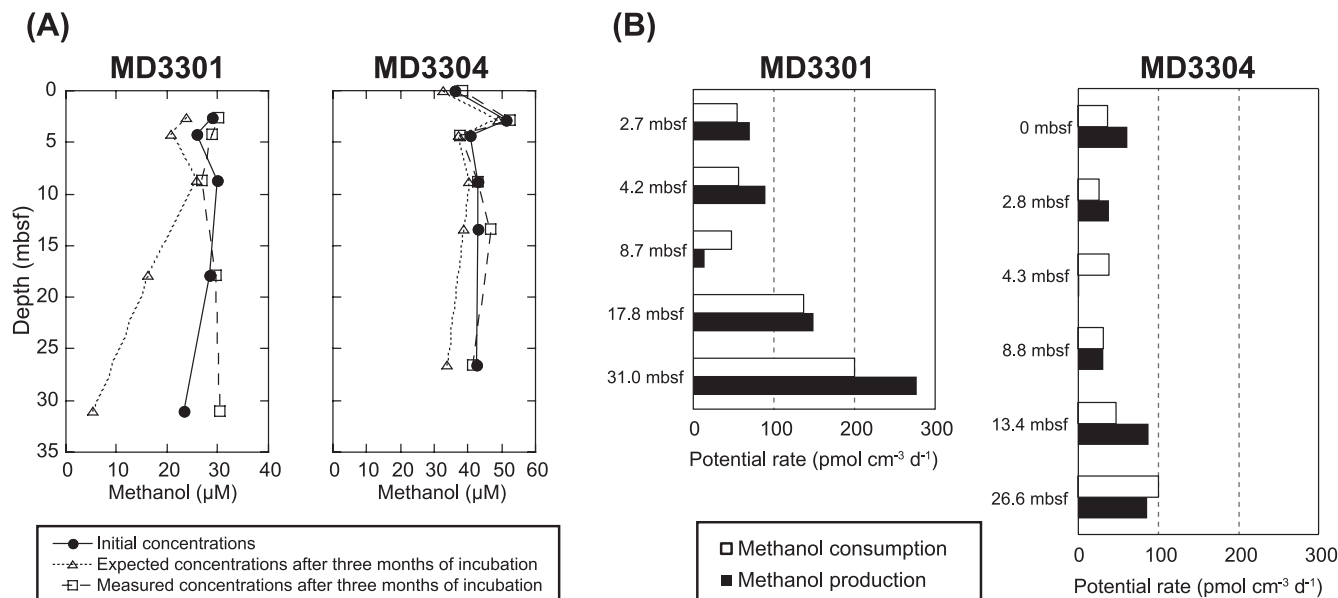 (A)
MD3301
MD3304
Depth (mbsf)
0
5
10
15
20
25
30
35
0
10
20
30
40
Methanol (µM)
0
10
20
30
40
50
60
Methanol (µM)
Initial concentrations
Expected concentrations after three months of incubation
Measured concentrations after three months of incubation
(B)
MD3301
2.7 mbsf
4.2 mbsf
8.7 mbsf
17.8 mbsf
31.0 mbsf
0
100
200
300
Potential rate (pmol cm⁻³ d⁻¹)
Methanol consumption
Methanol production
MD3304
0 mbsf
2.8 mbsf
4.3 mbsf
8.8 mbsf
13.4 mbsf
26.6 mbsf
0
100
200
300
Potential rate (pmol cm⁻³ d⁻¹)